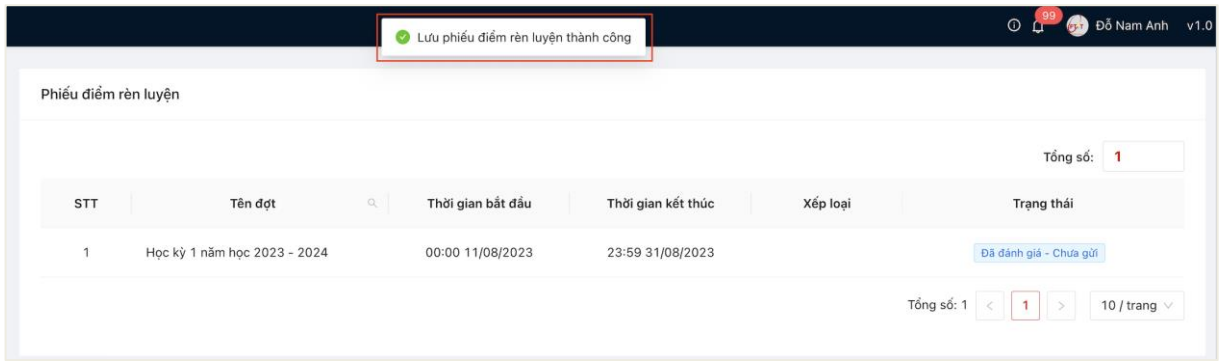 Lưu phiếu điểm rèn luyện thành công
99
Đỗ Nam Anh v1.0
Phiếu điểm rèn luyện
Tổng số: 1
STT Tên đợt Thời gian bắt đầu Thời gian kết thúc Xếp loại Trạng thái
1 Học kỳ 1 năm học 2023 - 2024 00:00 11/08/2023 23:59 31/08/2023 Đã đánh giá - Chưa gửi
Tổng số: 1 < 1 > 10 / trang